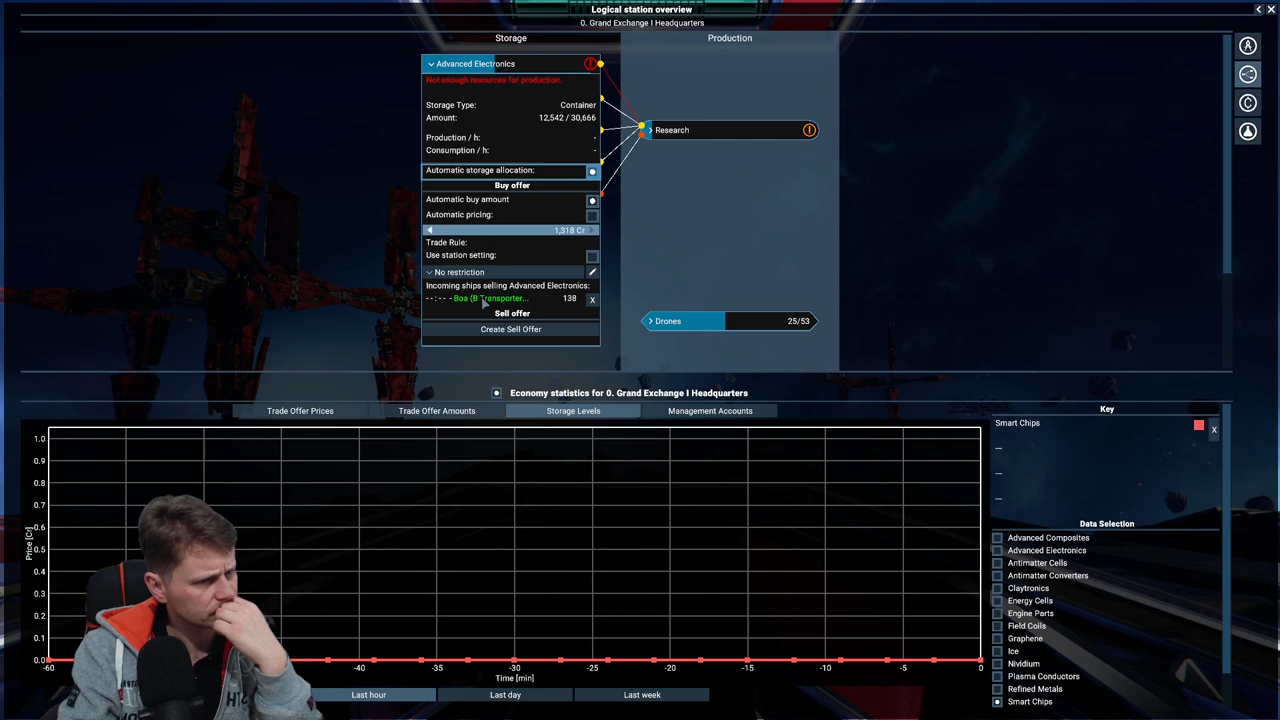 Logical station overview
0. Grand Exchange I Headquarters
Storage
Production
Advanced Electronics
Not enough resources for production.
Storage Type: Container
Amount: 12,542 / 30,666
Production / h: -
Consumption / h: -
Automatic storage allocation:
Buy offer
Automatic buy amount
Automatic pricing:
1,318 Cr
Trade Rule:
Use station setting:
No restriction
Incoming ships selling Advanced Electronics:
--:-- - Boa (B Transporter... 138 X
Sell offer
Create Sell Offer
Research
Drones 25/53
Economy statistics for 0. Grand Exchange I Headquarters
Trade Offer Prices Trade Offer Amounts Storage Levels Management Accounts
1.0
0.9
0.8
0.7
0.6
0.5
0.4
0.3
0.2
0.1
0.0
Price [Cr]
-60 -40 -35 -30 -25 -20 -15 -10 -5 0
Time [min]
Last hour Last day Last week
Key
Smart Chips X
---
---
---
Data Selection
Advanced Composites
Advanced Electronics
Antimatter Cells
Antimatter Converters
Claytronics
Energy Cells
Engine Parts
Field Coils
Graphene
Ice
Nividium
Plasma Conductors
Refined Metals
Smart Chips